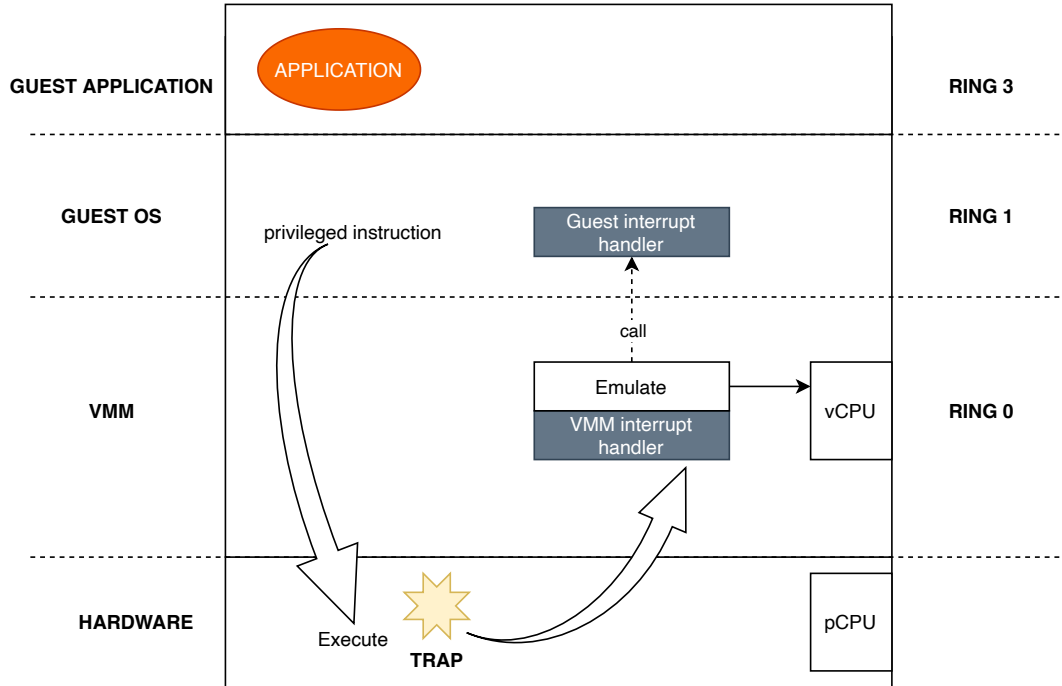 APPLICATION
GUEST APPLICATION
RING 3
GUEST OS
privileged instruction
Guest interrupt
handler
RING 1
call
VMM
Emulate
VMM interrupt
handler
vCPU
RING 0
HARDWARE
Execute
TRAP
pCPU